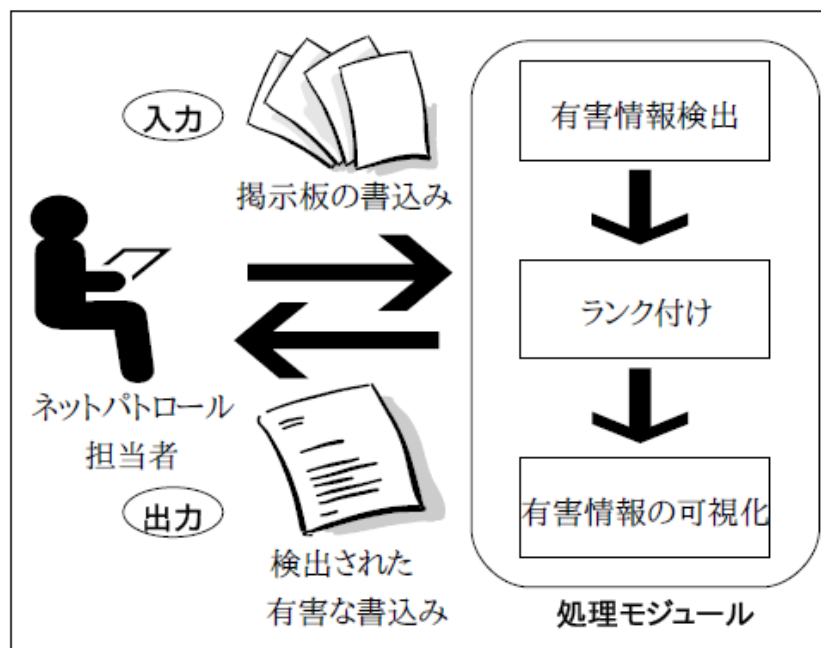 入力
掲示板の書込み
ネットパトロール
担当者
出力
検出された
有害な書込み
有害情報検出
ランク付け
有害情報の可視化
処理モジュール